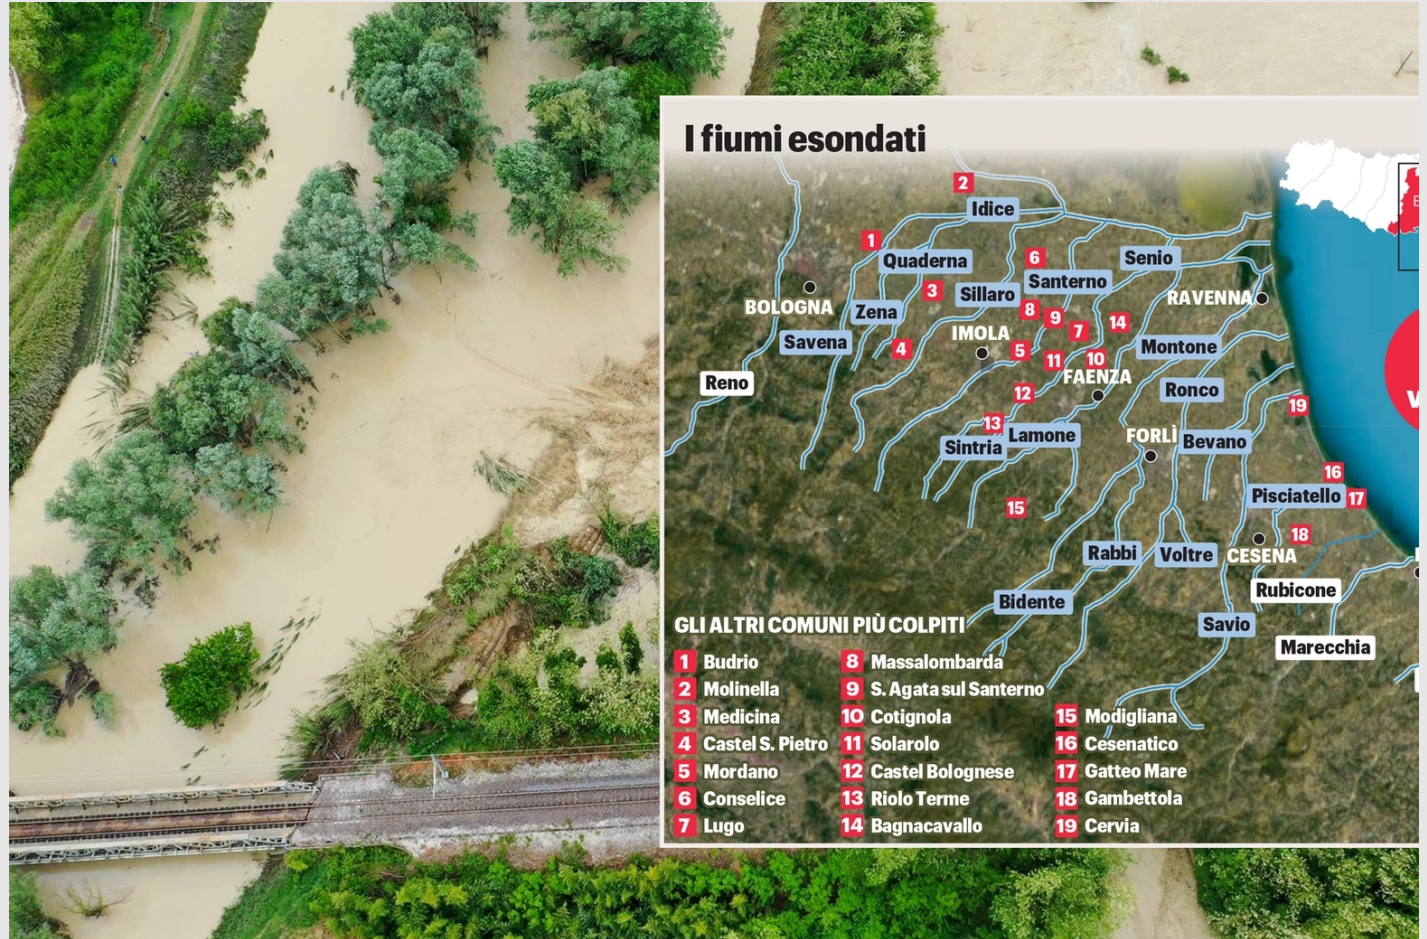 I fiumi esondati
2
Idice
1
Quaderna
6
Senio
Santerno
3
Sillaro
RAVENNA
BOLOGNA
Zena
8
9
7
14
IMOLA
Savena
4
5
11
10
Montone
FAENZA
Reno
12
Ronco
19
13
Lamone
FORLÌ
Bevano
Sintria
16
Pisciatello
17
15
18
Rabbi
Voltre
CESENA
Rubicone
Bidente
Savio
Marecchia
GLI ALTRI COMUNI PIÙ COLPITI
1 Budrio
2 Molinella
3 Medicina
4 Castel S. Pietro
5 Mordano
6 Conselice
7 Lugo
8 Massalombarda
9 S. Agata sul Santerno
10 Cotignola
11 Solarolo
12 Castel Bolognese
13 Riolo Terme
14 Bagnacavallo
15 Modigliana
16 Cesenatico
17 Gatteo Mare
18 Gambettola
19 Cervia